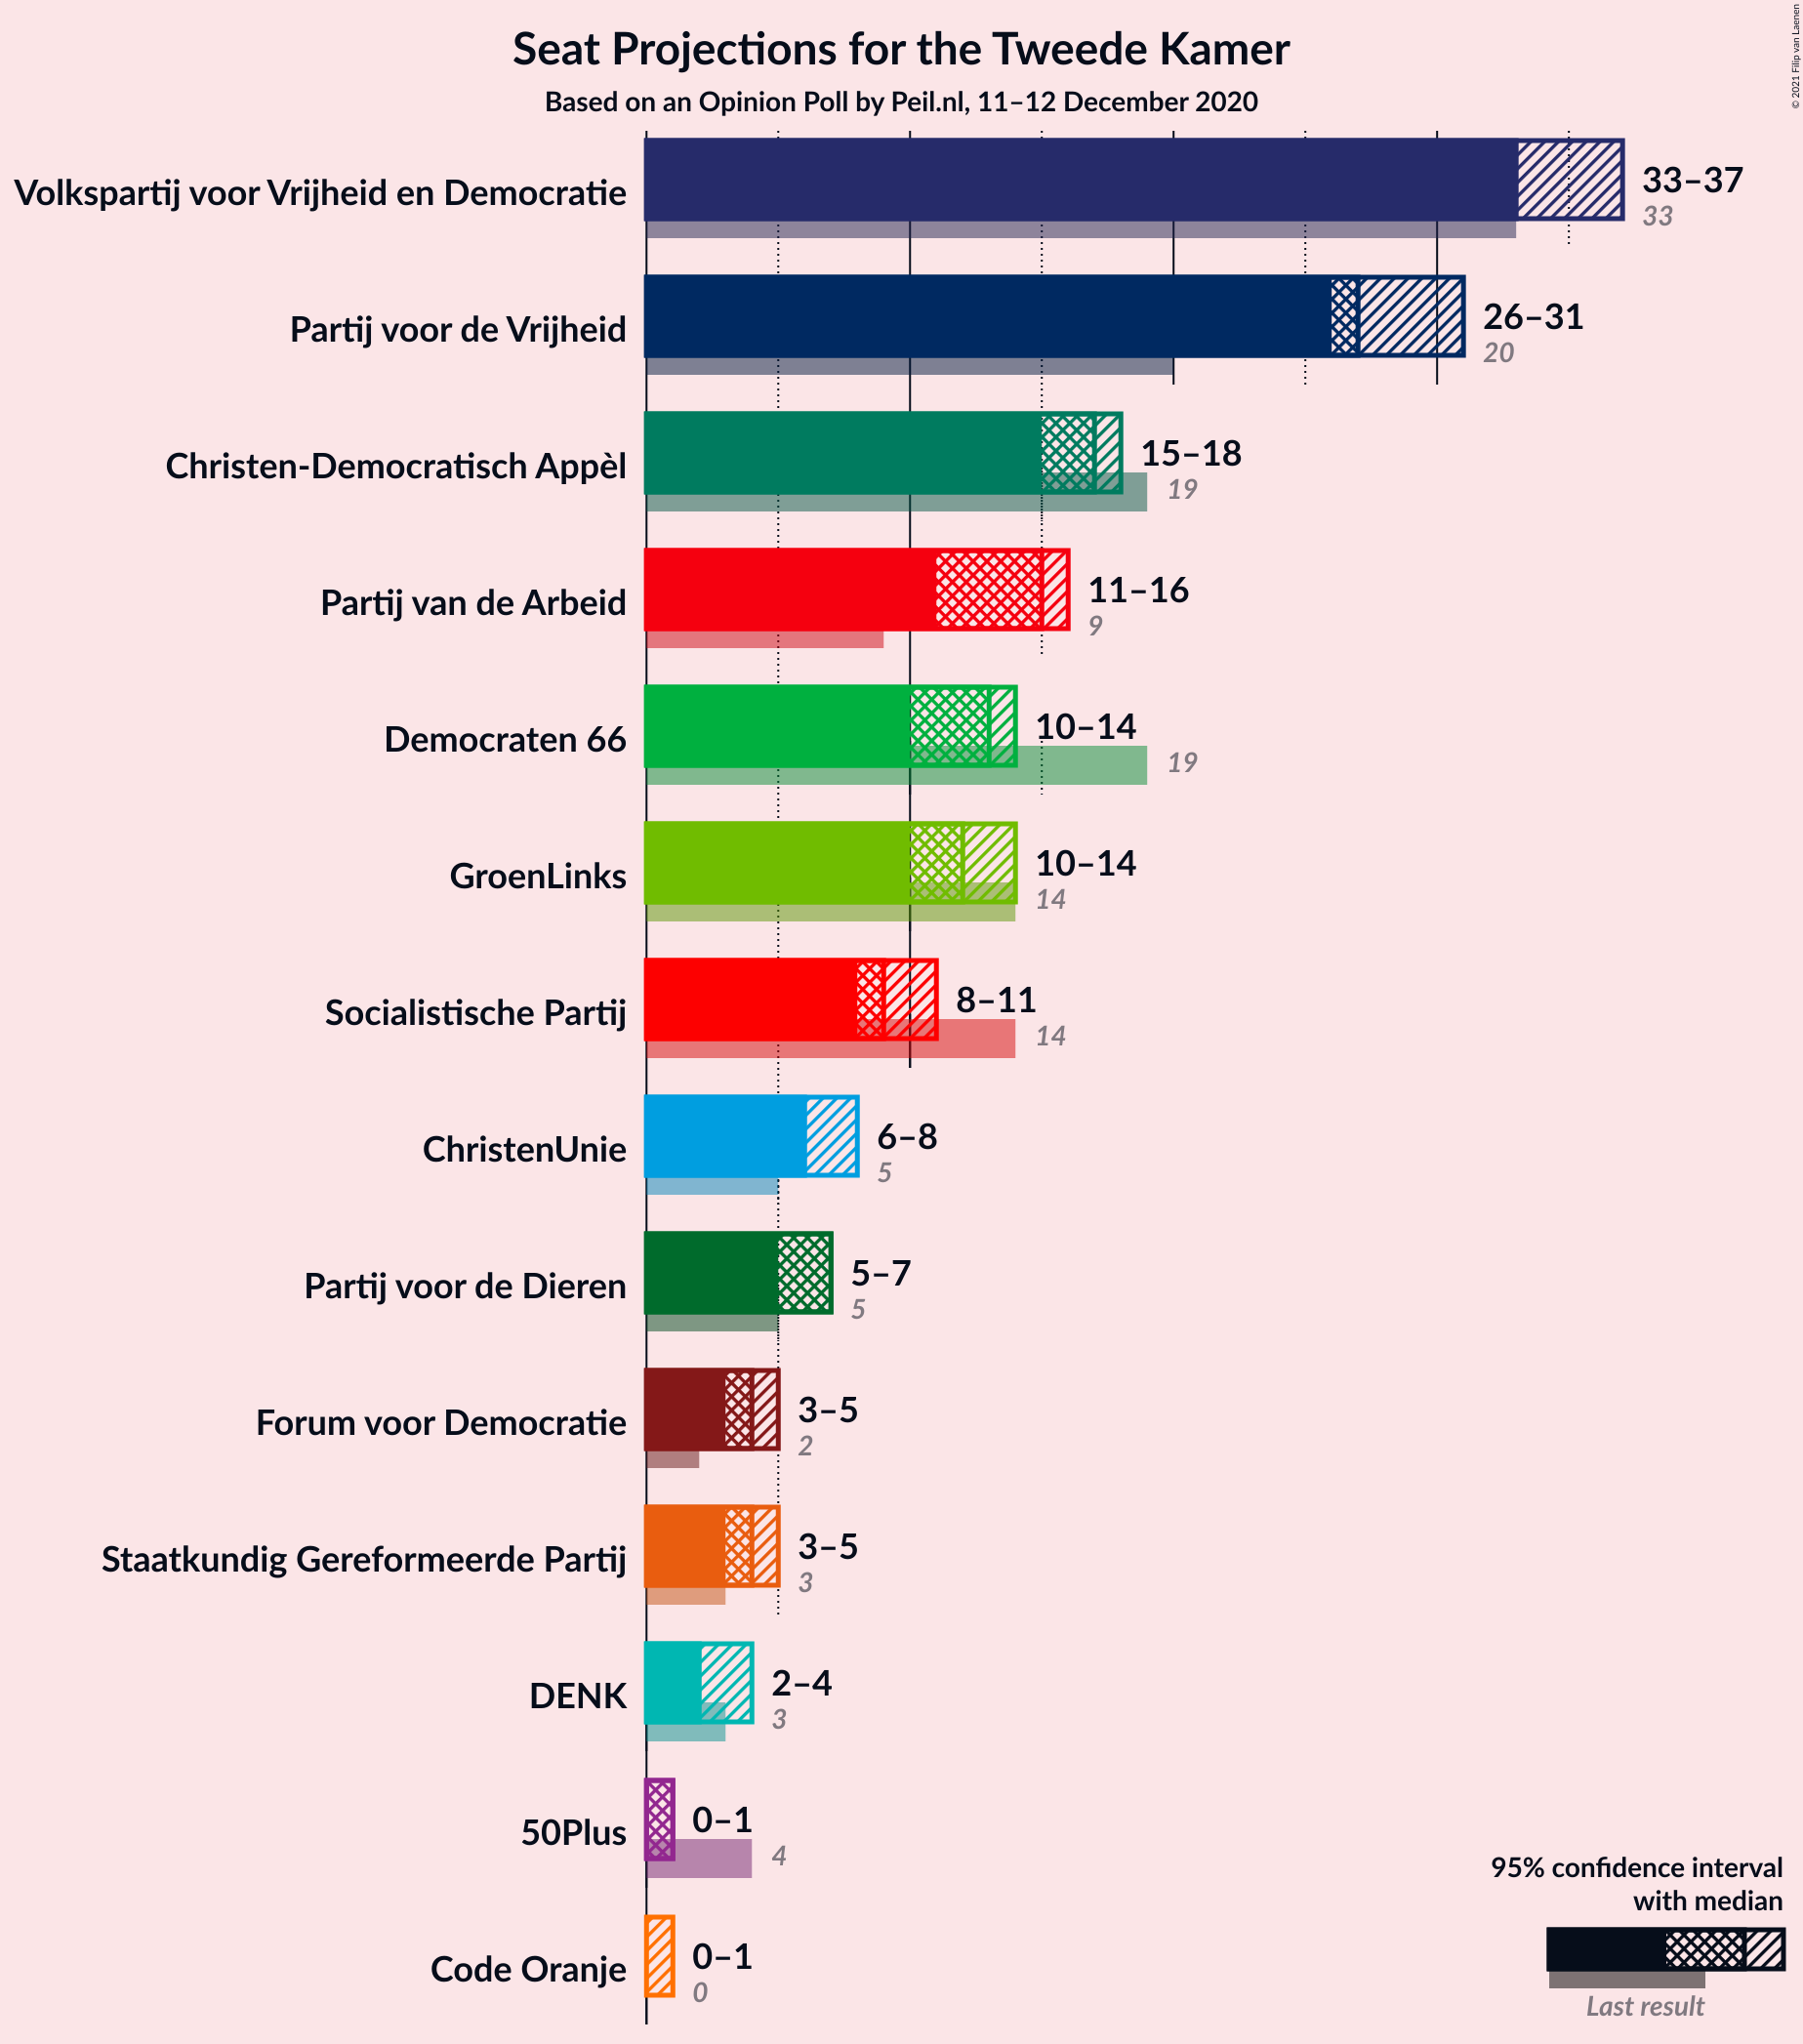 Seat Projections for the Tweede Kamer
Based on an Opinion Poll by Peil.nl, 11–12 December 2020
© 2021 Filip van Laenen
Volkspartij voor Vrijheid en Democratie
33–37
33
Partij voor de Vrijheid
26–31
20
Christen-Democratisch Appèl
15–18
19
Partij van de Arbeid
11–16
9
Democraten 66
10–14
19
GroenLinks
10–14
14
Socialistische Partij
8–11
14
ChristenUnie
6–8
5
Partij voor de Dieren
5–7
5
Forum voor Democratie
3–5
2
Staatkundig Gereformeerde Partij
3–5
3
DENK
2–4
3
50Plus
0–1
4
Code Oranje
0–1
0
95% confidence interval
with median
Last result